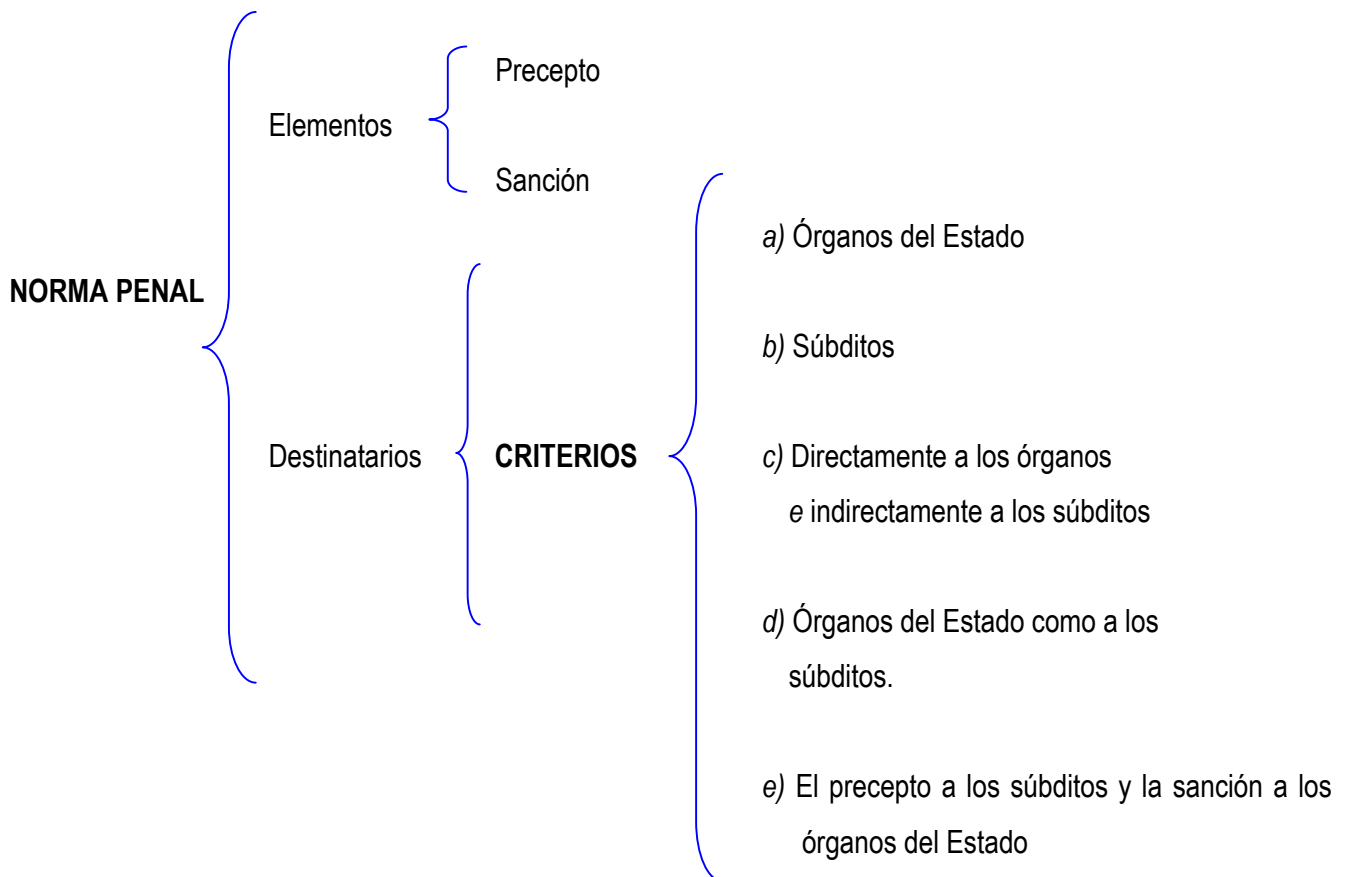 NORMA PENAL
Elementos
Precepto
Sanción
Destinatarios
CRITERIOS
a) Órganos del Estado
b) Súbditos
c) Directamente a los órganos
e indirectamente a los súbditos
d) Órganos del Estado como a los
súbditos.
e) El precepto a los súbditos y la sanción a los
órganos del Estado